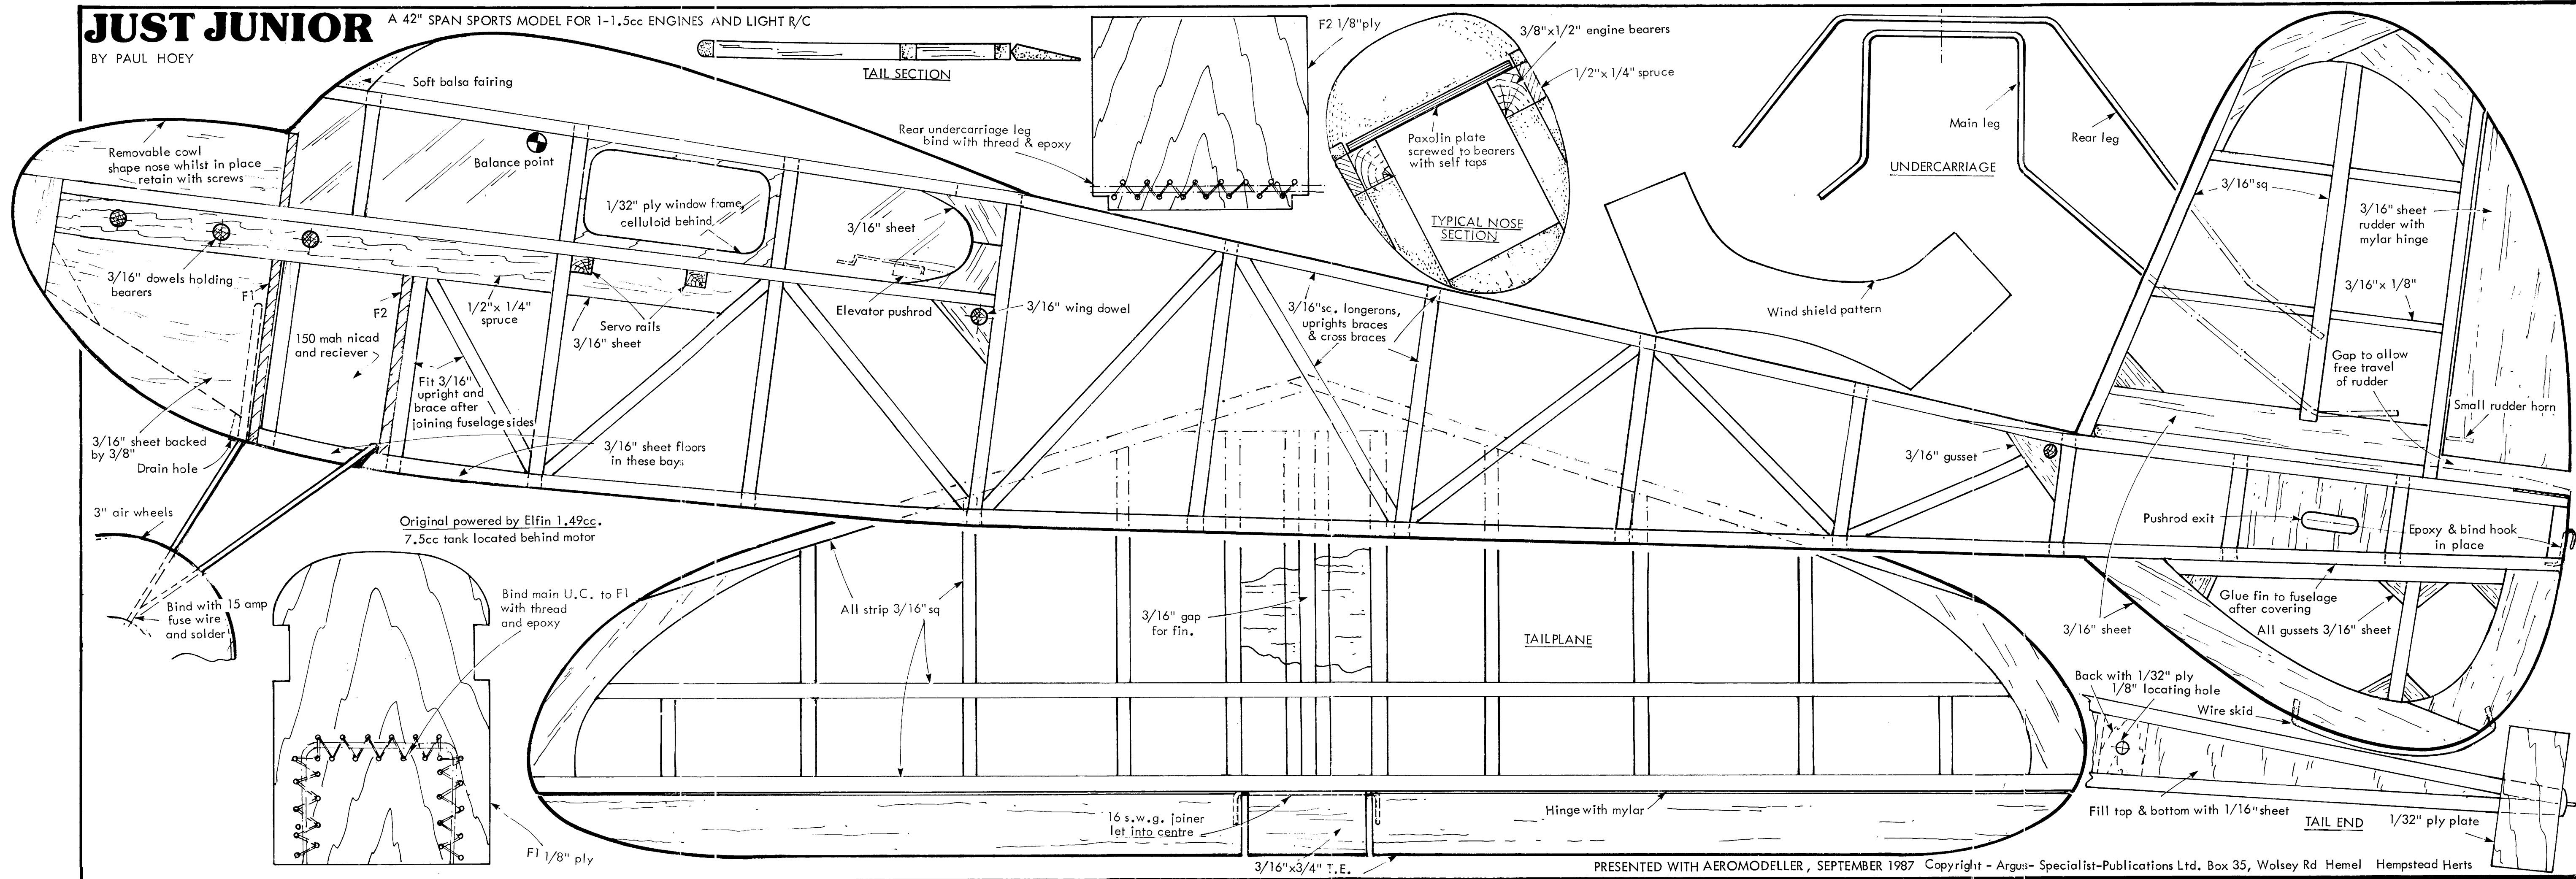 JUST JUNIOR
A 42" SPAN SPORTS MODEL FOR 1-1.5cc ENGINES AND LIGHT R/C
BY PAUL HOEY
Soft balsa fairing
TAIL SECTION
F2 1/8"ply
3/8"x1/2" engine bearers
1/2"x 1/4" spruce
Removable cowl
shape nose whilst in place
retain with screws
Balance point
Rear undercarriage leg
bind with thread & epoxy
Paxolin plate
screwed to bearers
with self taps
TYPICAL NOSE
SECTION
Main leg
Rear leg
UNDERCARRIAGE
3/16"sq
3/16" sheet
rudder with
mylar hinge
3/16"x 1/8"
1/32" ply window frame,
celluloid behind
3/16" sheet
3/16" dowels holding
bearers
F1
F2
1/2"x 1/4"
spruce
Servo rails
3/16" sheet
Elevator pushrod
3/16" wing dowel
3/16"sq. longerons,
uprights braces
& cross braces
Wind shield pattern
Gap to allow
free travel
of rudder
Small rudder horn
150 mah nicad
and reciever
Fit 3/16"
upright and
brace after
joining fuselage sides
3/16" sheet backed
by 3/8"
Drain hole
3/16" sheet floors
in these bays
3/16" gusset
Pushrod exit
Epoxy & bind hook
in place
3" air wheels
Original powered by Elfin 1.49cc.
7.5cc tank located behind motor
Bind with 15 amp
fuse wire
and solder
Bind main U.C. to F1
with thread
and epoxy
All strip 3/16"sq
3/16" gap
for fin.
TAILPLANE
Glue fin to fuselage
after covering
3/16" sheet
All gussets 3/16" sheet
Back with 1/32" ply
1/8" locating hole
Wire skid
16 s.w.g. joiner
let into centre
Hinge with mylar
Fill top & bottom with 1/16"sheet
TAIL END
1/32" ply plate
F1 1/8" ply
3/16"x3/4" T.E.
PRESENTED WITH AEROMODELLER, SEPTEMBER 1987 Copyright - Argus- Specialist-Publications Ltd. Box 35, Wolsey Rd Hemel Hempstead Herts